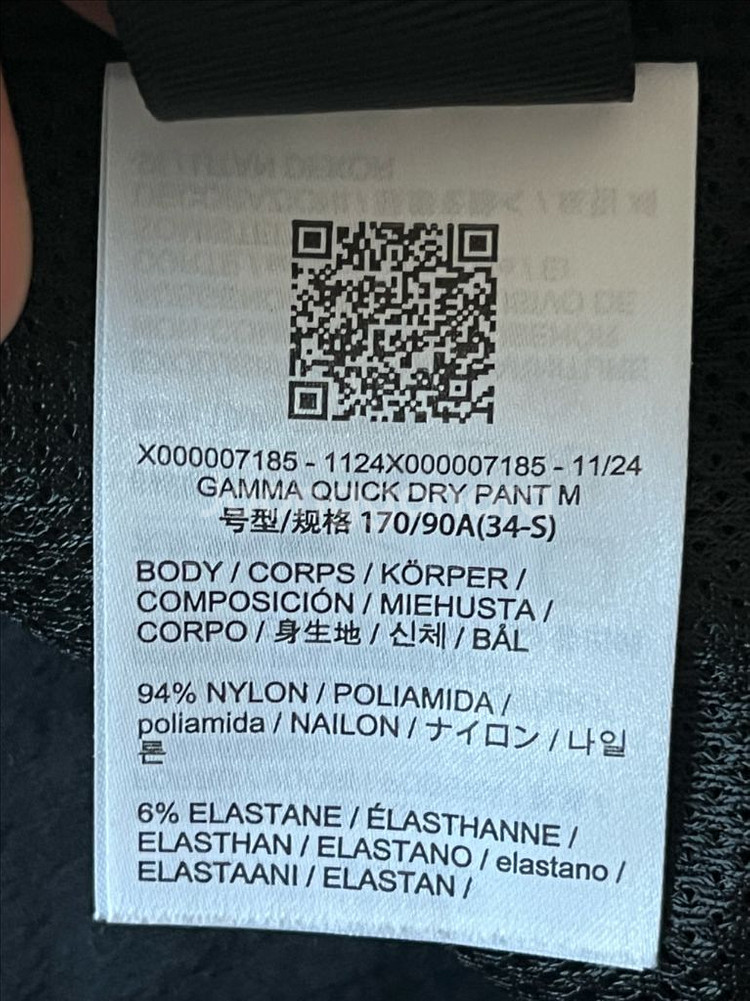 X000007185 - 1124X000007185 - 11/24
GAMMA QUICK DRY PANT M
号型/规格 170/90A(34-S)
BODY / CORPS / KÖRPER /
COMPOSICIÓN / MIEHUSTA /
CORPO / 身生地 / 신체 / BÅL
94% NYLON / POLIAMIDA /
poliamida / NAILON / ナイロン / 나일
론
6% ELASTANE / ÉLASTHANNE /
ELASTHAN / ELASTANO / elastano /
ELASTAANI / ELASTAN /